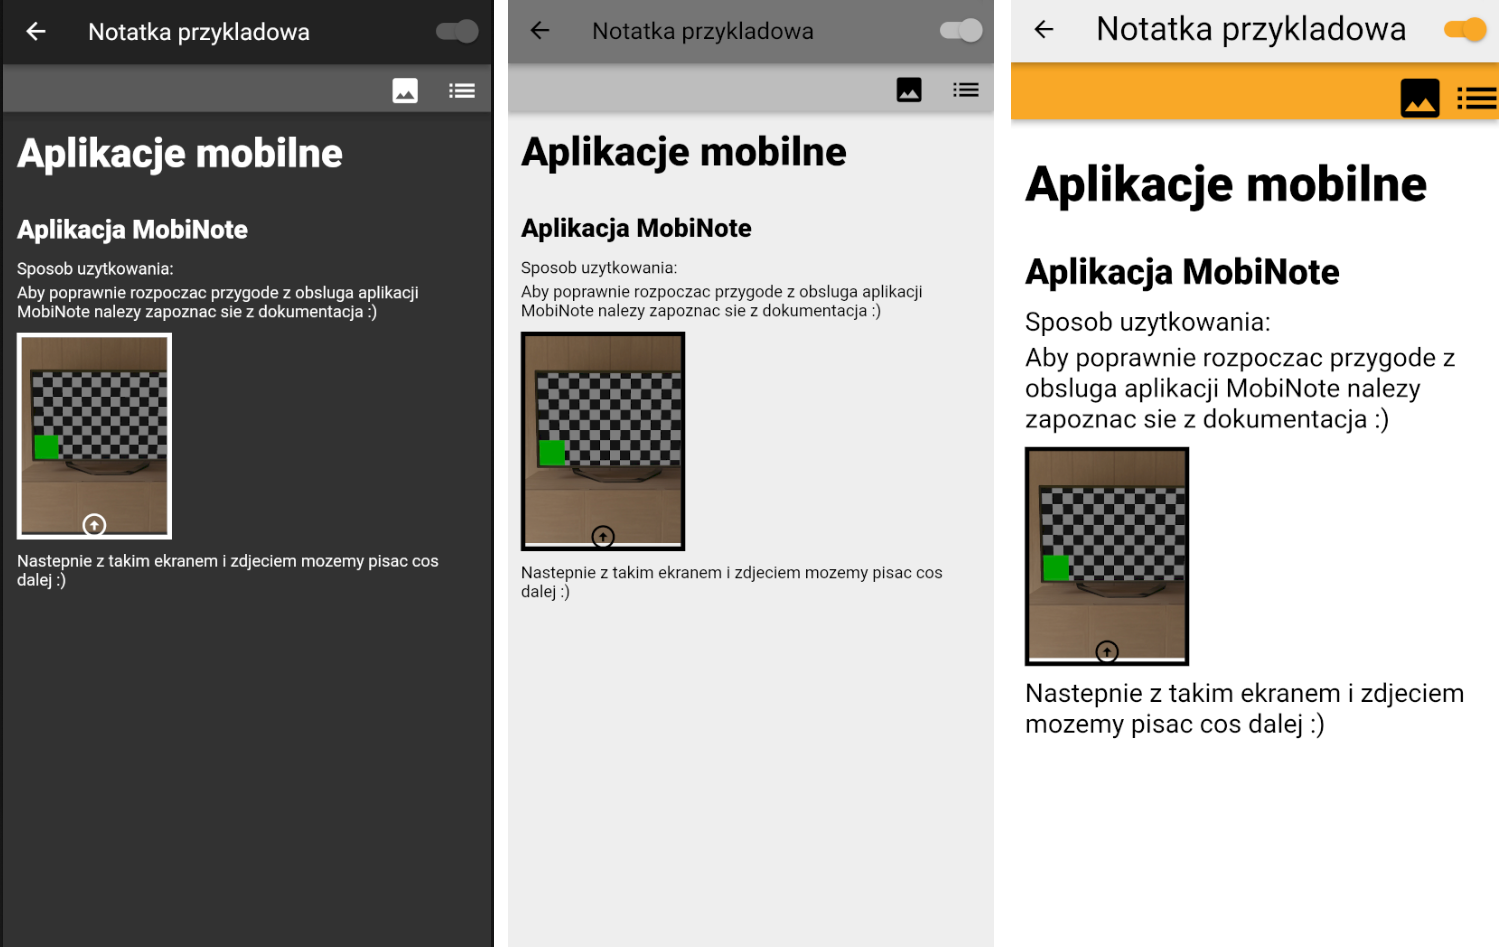 Notatka przykladowa
Aplikacje mobilne
Aplikacja MobiNote
Sposob uzytkowania:
Aby poprawnie rozpoczac przygode z obsluga aplikacji
MobiNote nalezy zapoznac sie z dokumentacja :)
Nastepnie z takim ekranem i zdjeciem mozemy pisac cos
dalej :)
Notatka przykladowa
Aplikacje mobilne
Aplikacja MobiNote
Sposob uzytkowania:
Aby poprawnie rozpoczac przygode z obsluga aplikacji
MobiNote nalezy zapoznac sie z dokumentacja :)
Nastepnie z takim ekranem i zdjeciem mozemy pisac cos
dalej :)
Notatka przykladowa
Aplikacje mobilne
Aplikacja MobiNote
Sposob uzytkowania:
Aby poprawnie rozpoczac przygode z
obsluga aplikacji MobiNote nalezy
zapoznac sie z dokumentacja :)
Nastepnie z takim ekranem i zdjeciem
mozemy pisac cos dalej :)